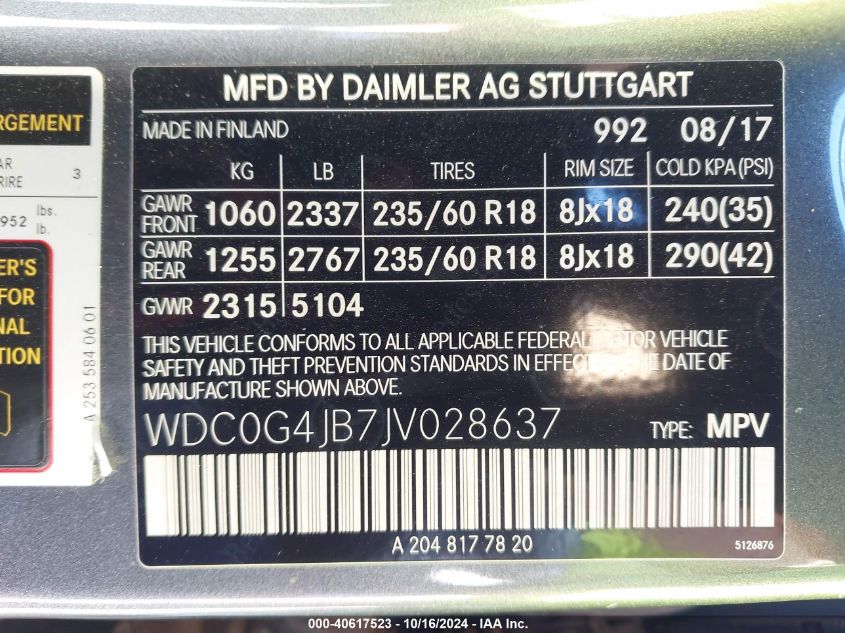 MFD BY DAIMLER AG STUTTGART
MADE IN FINLAND 992 08/17
KG LB TIRES RIM SIZE COLD KPA(PSI)
GAWR FRONT 1060 2337 235/60 R18 8Jx18 240(35)
GAWR REAR 1255 2767 235/60 R18 8Jx18 290(42)
GVWR 2315 5104
THIS VEHICLE CONFORMS TO ALL APPLICABLE FEDERAL MOTOR VEHICLE
SAFETY AND THEFT PREVENTION STANDARDS IN EFFECT ON THE DATE OF
MANUFACTURE SHOWN ABOVE.
WDC0G4JB7JV028637 TYPE: MPV
A 204 817 78 20 5126876
RGEMENT
AR
RIRE 3
952 lbs.
lb.
ER'S
FOR
NAL
TION
A 253 584 06 01
000-40617523 - 10/16/2024 - IAAI Inc.